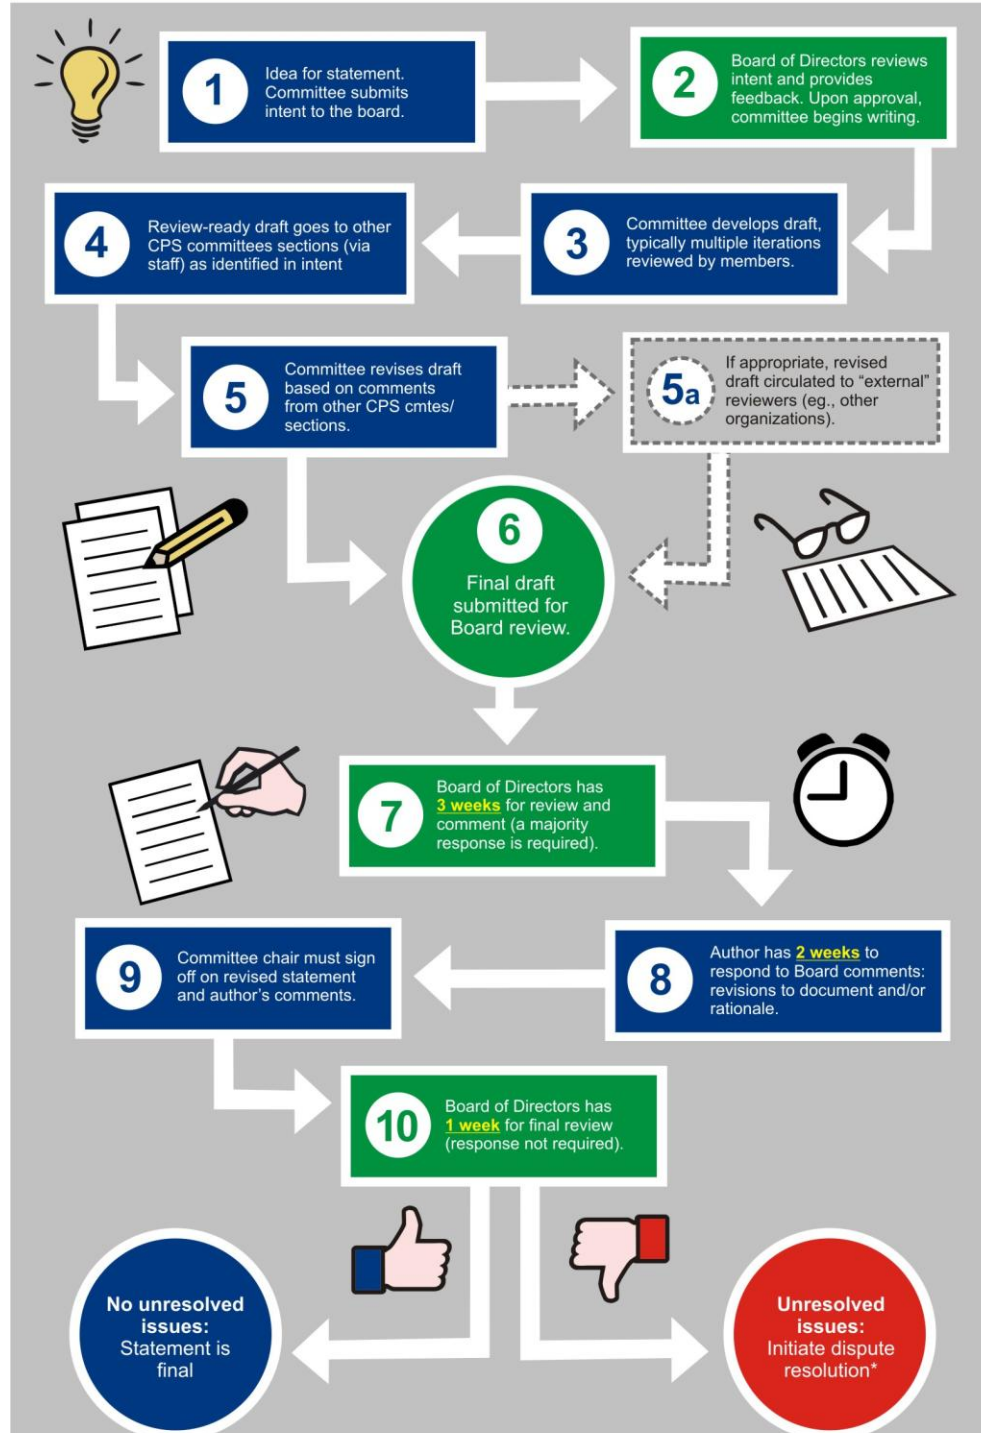 1
Idea for statement.
Committee submits
intent to the board.
2
Board of Directors reviews
intent and provides
feedback. Upon approval,
committee begins writing.
3
Committee develops draft,
typically multiple iterations
reviewed by members.
4
Review-ready draft goes to other
CPS committees sections (via
staff) as identified in intent
5
Committee revises draft
based on comments
from other CPS cmtes/
sections.
5a
If appropriate, revised
draft circulated to “external”
reviewers (eg., other
organizations).
6
Final draft
submitted for
Board review.
7
Board of Directors has
3 weeks for review and
comment (a majority
response is required).
8
Author has 2 weeks to
respond to Board comments:
revisions to document and/or
rationale.
9
Committee chair must sign
off on revised statement
and author’s comments.
10
Board of Directors has
1 week for final review
(response not required).
No unresolved
issues:
Statement is
final
Unresolved
issues:
Initiate dispute
resolution*